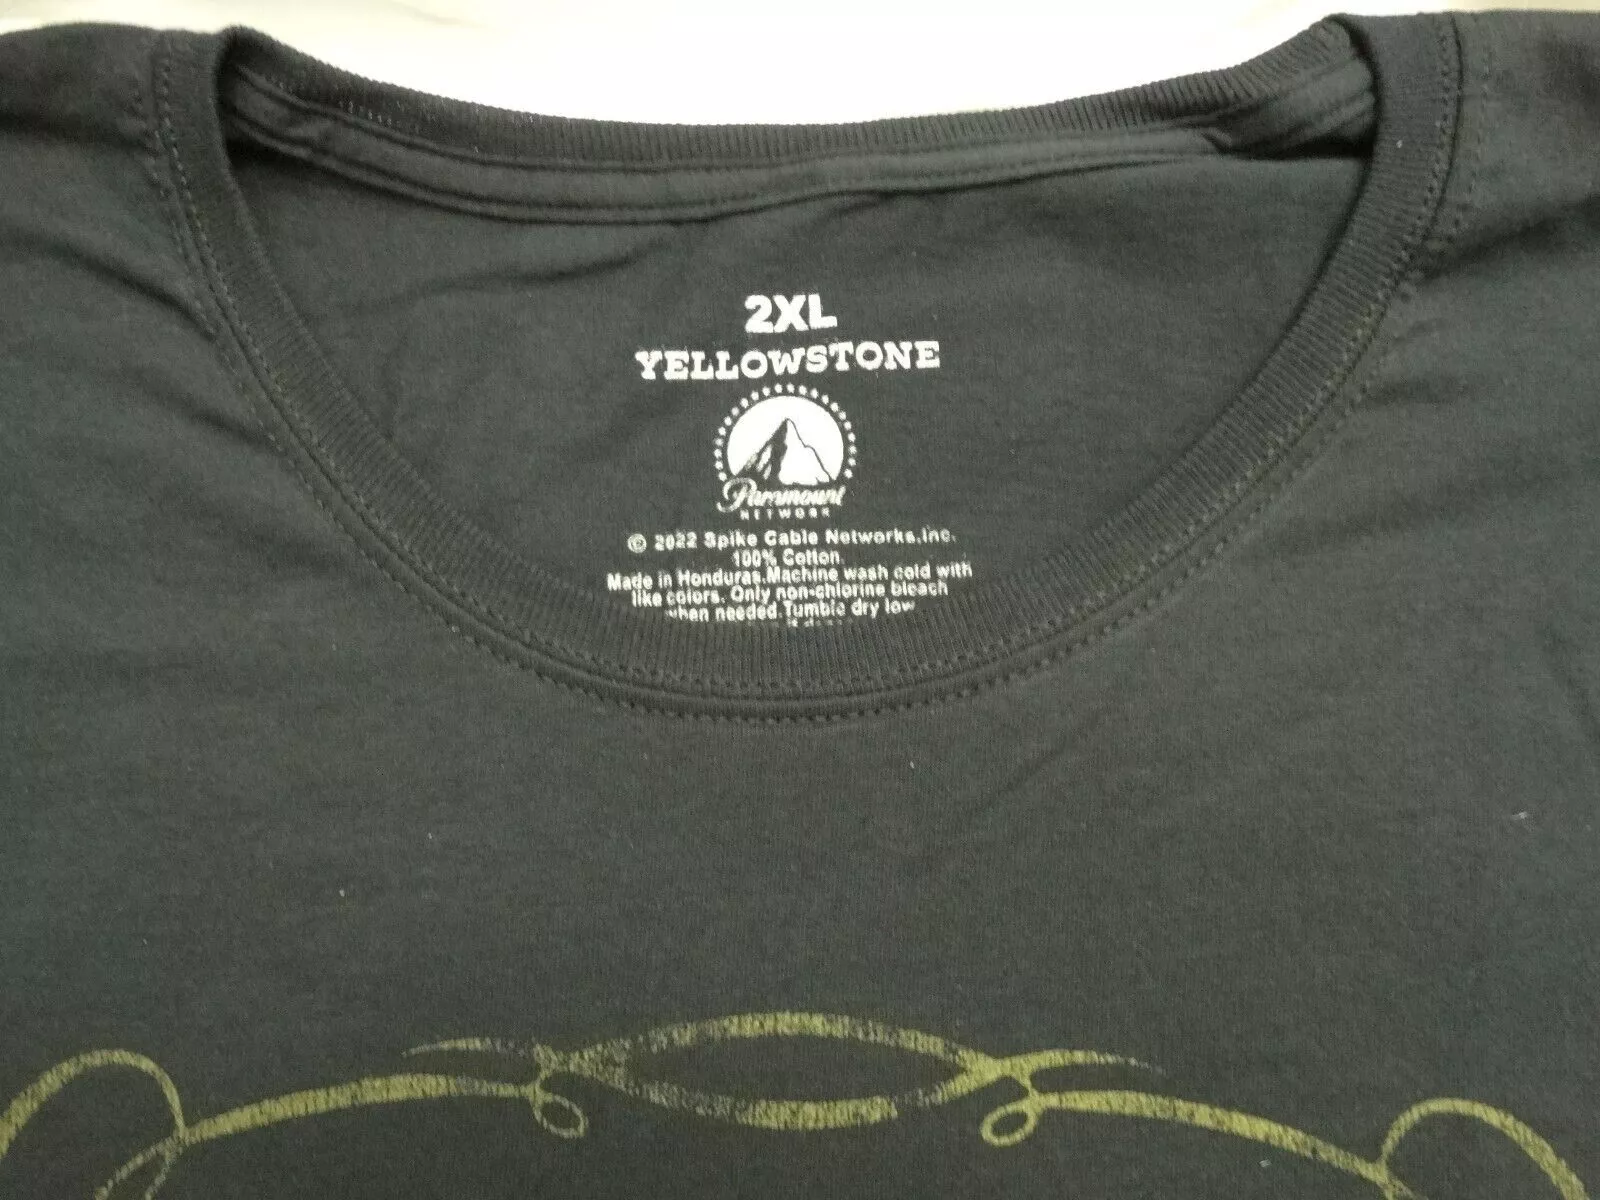 2XL
YELLOWSTONE
Paramount
NETWORK
© 2022 Spike Cable Networks.Inc.
100% Cotton.
Made in Honduras.Machine wash cold with
like colors. Only non-chlorine bleach
when needed.Tumble dry low